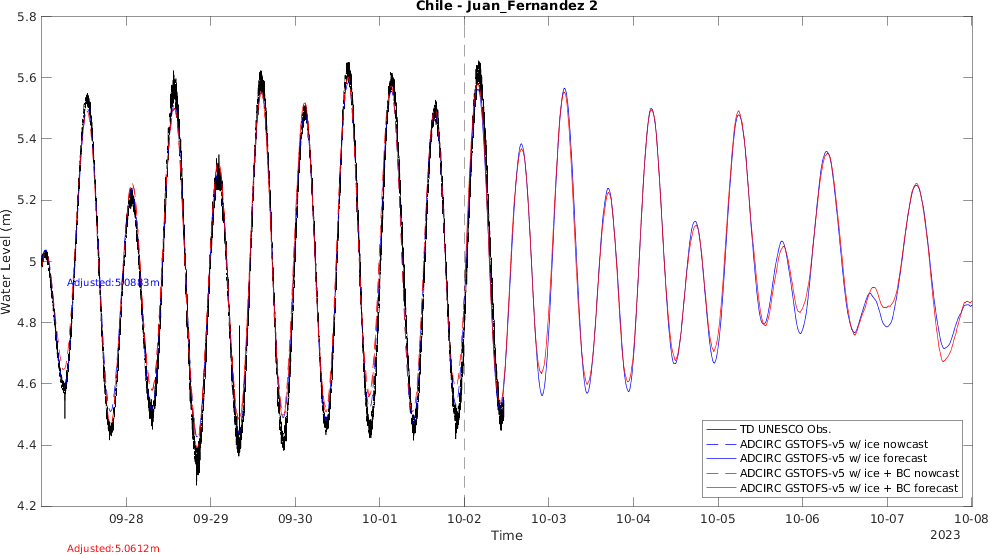 Chile - Juan_Fernandez 2
5.8
5.6
5.4
5.2
5
4.8
4.6
4.4
4.2
Water Level (m)
Adjusted:5.0883m
TD UNESCO Obs.
ADCIRC GSTOFS-v5 w/ ice nowcast
ADCIRC GSTOFS-v5 w/ ice forecast
ADCIRC GSTOFS-v5 w/ ice + BC nowcast
ADCIRC GSTOFS-v5 w/ ice + BC forecast
09-28 09-29 09-30 10-01 10-02 10-03 10-04 10-05 10-06 10-07 10-08
Time
2023
Adjusted:5.0612m